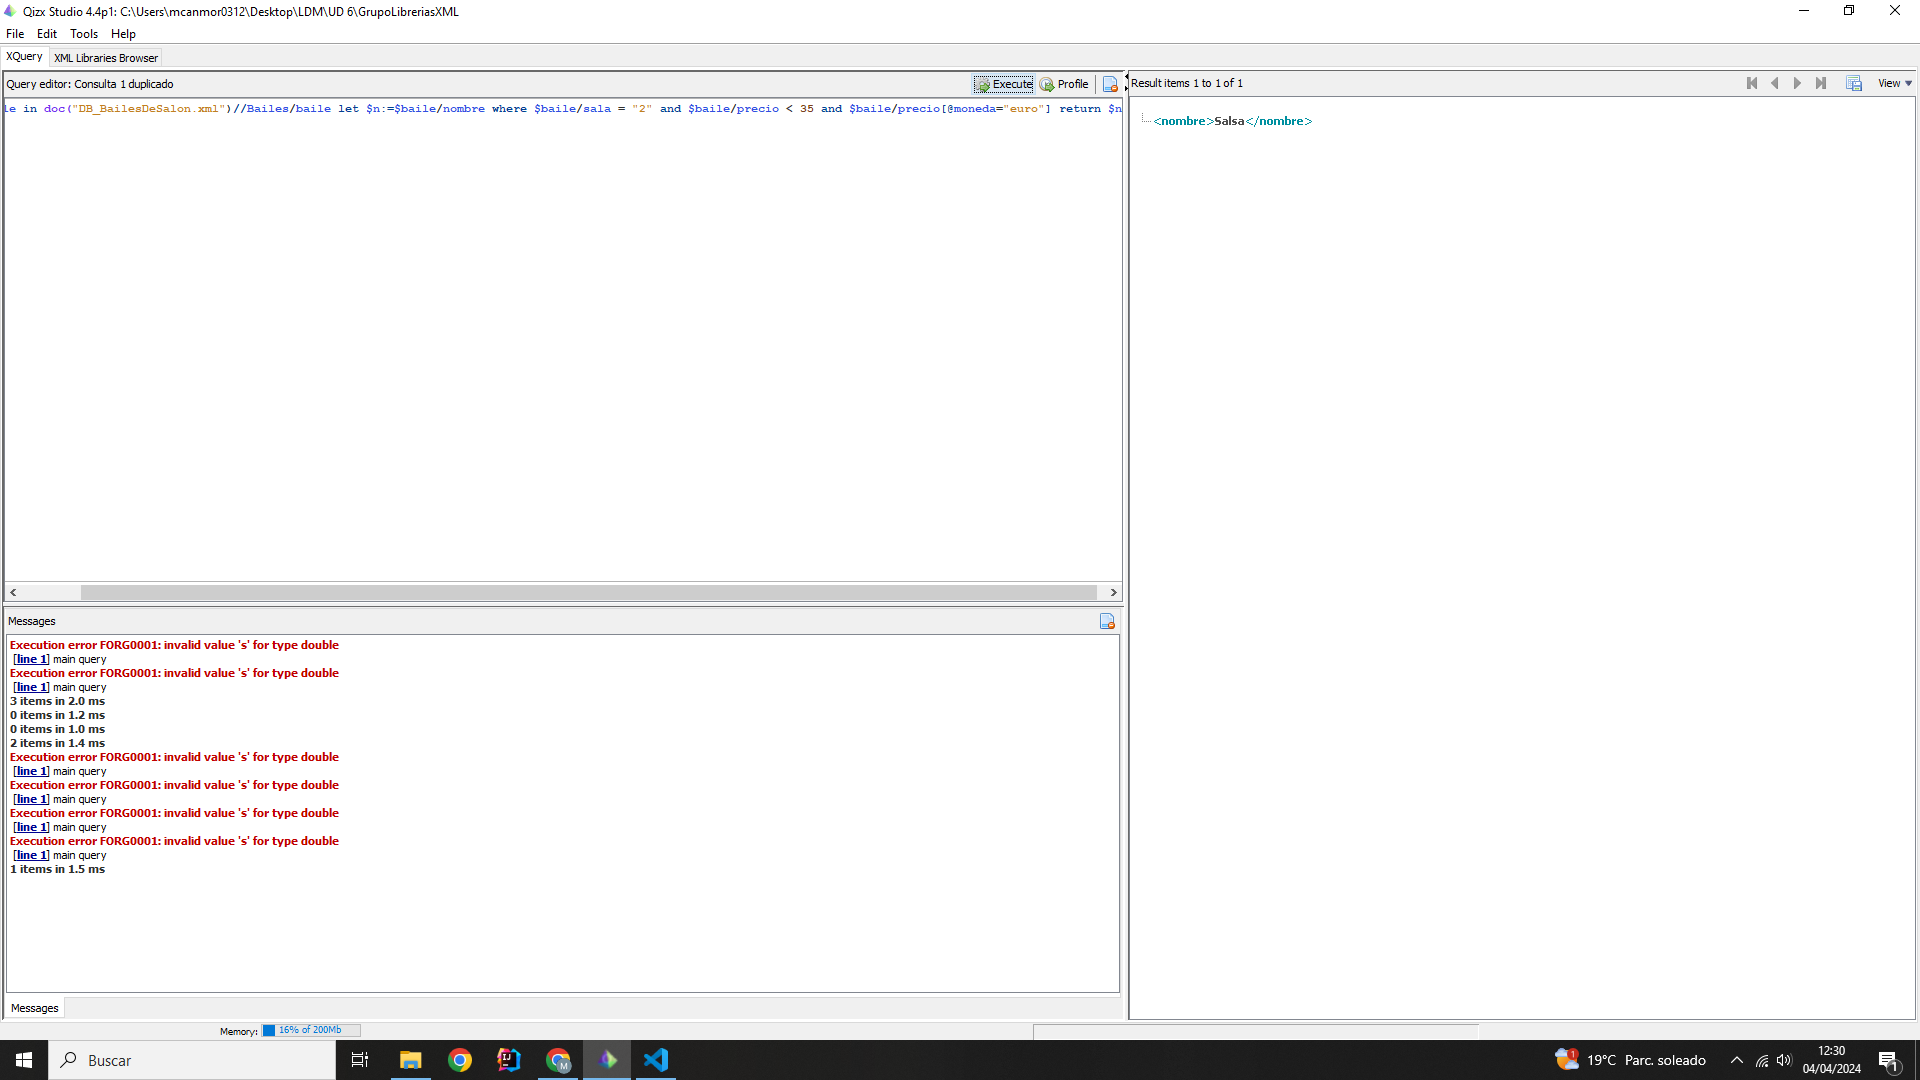 Qizx Studio 4.4p1: C:\Users\mcanmor0312\Desktop\LDM\UD 6\GrupoLibreriasXML
File Edit Tools Help
XQuery XML Libraries Browser
Query editor: Consulta 1 duplicado Execute Profile
le in doc("DB_BailesDeSalon.xml")//Bailes/baile let $n:=$baile/nombre where $baile/sala = "2" and $baile/precio < 35 and $baile/precio[@moneda="euro"] return $n
Messages
Execution error FORG0001: invalid value 's' for type double
[line 1] main query
Execution error FORG0001: invalid value 's' for type double
[line 1] main query
3 items in 2.0 ms
0 items in 1.2 ms
0 items in 1.0 ms
2 items in 1.4 ms
Execution error FORG0001: invalid value 's' for type double
[line 1] main query
Execution error FORG0001: invalid value 's' for type double
[line 1] main query
Execution error FORG0001: invalid value 's' for type double
[line 1] main query
Execution error FORG0001: invalid value 's' for type double
[line 1] main query
1 items in 1.5 ms
Messages
Result items 1 to 1 of 1 View
<nombre>Salsa</nombre>
Memory: 16% of 200Mb
Buscar
1 19°C Parc. soleado
12:30
04/04/2024
1